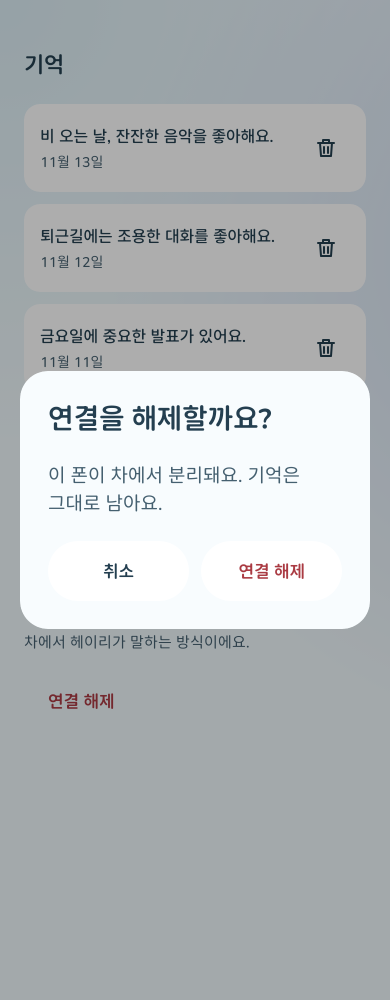 기억
비 오는 날, 잔잔한 음악을 좋아해요.
11월 13일
퇴근길에는 조용한 대화를 좋아해요.
11월 12일
금요일에 중요한 발표가 있어요.
11월 11일
연결을 해제할까요?
이 폰이 차에서 분리돼요. 기억은
그대로 남아요.
취소
연결 해제
차에서 헤이리가 말하는 방식이에요.
연결 해제